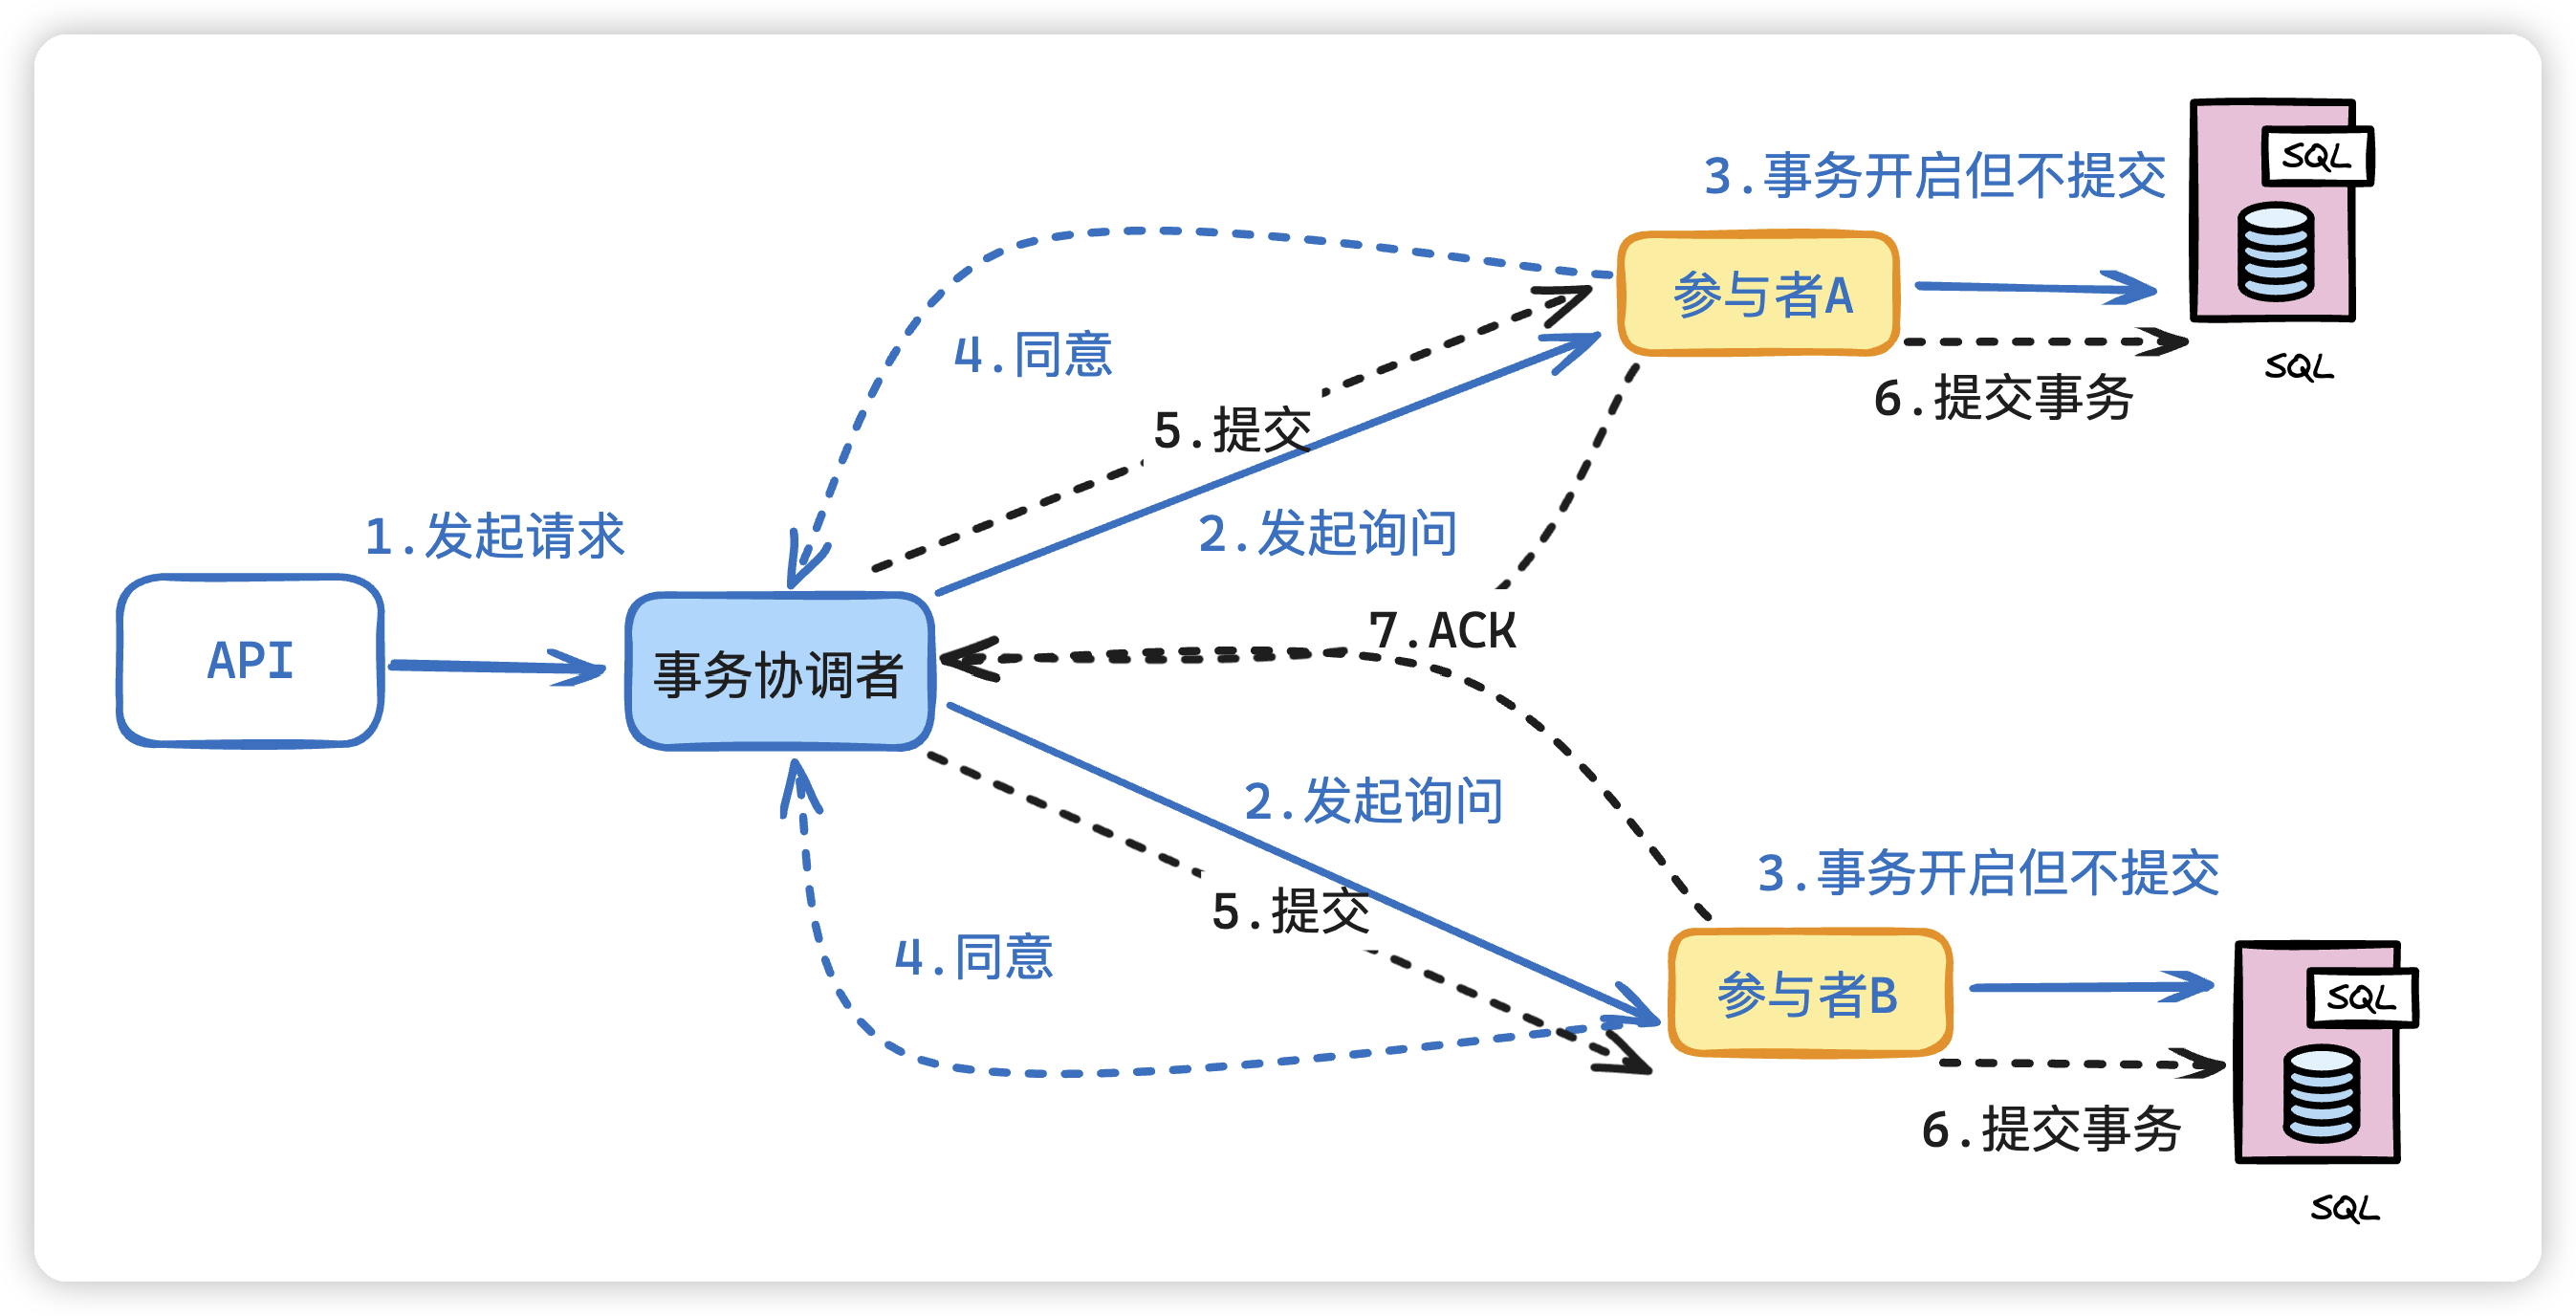 SQL
3.事务开启但不提交
参与者A
4.同意
SQL
6.提交事务
5.提交
1.发起请求
2.发起询问
7.ACK
API
事务协调者
2.发起询问
3.事务开启但不提交
5.提交
4.同意
参与者B
SQL
6.提交事务
SQL